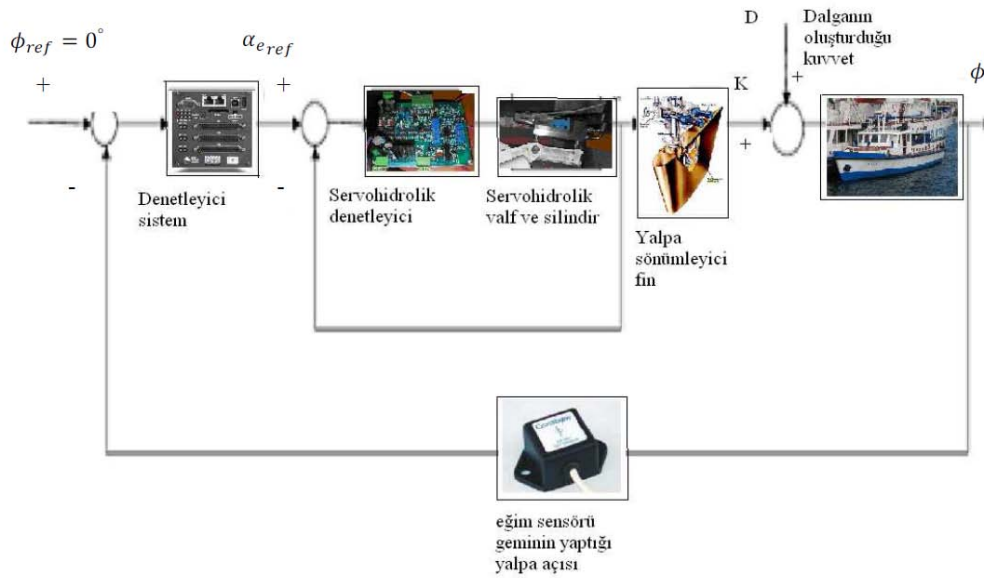 ϕref = 0°
αeref
D
Dalganın
oluşturduğu
kuvvet
ϕ
+
+
+
K
+
-
-
Denetleyici
sistem
Servohidrolik
denetleyici
Servohidrolik
valf ve silindir
Yalpa
sönümleyici
fin
eğim sensörü
geminin yaptığı
yalpa açısı